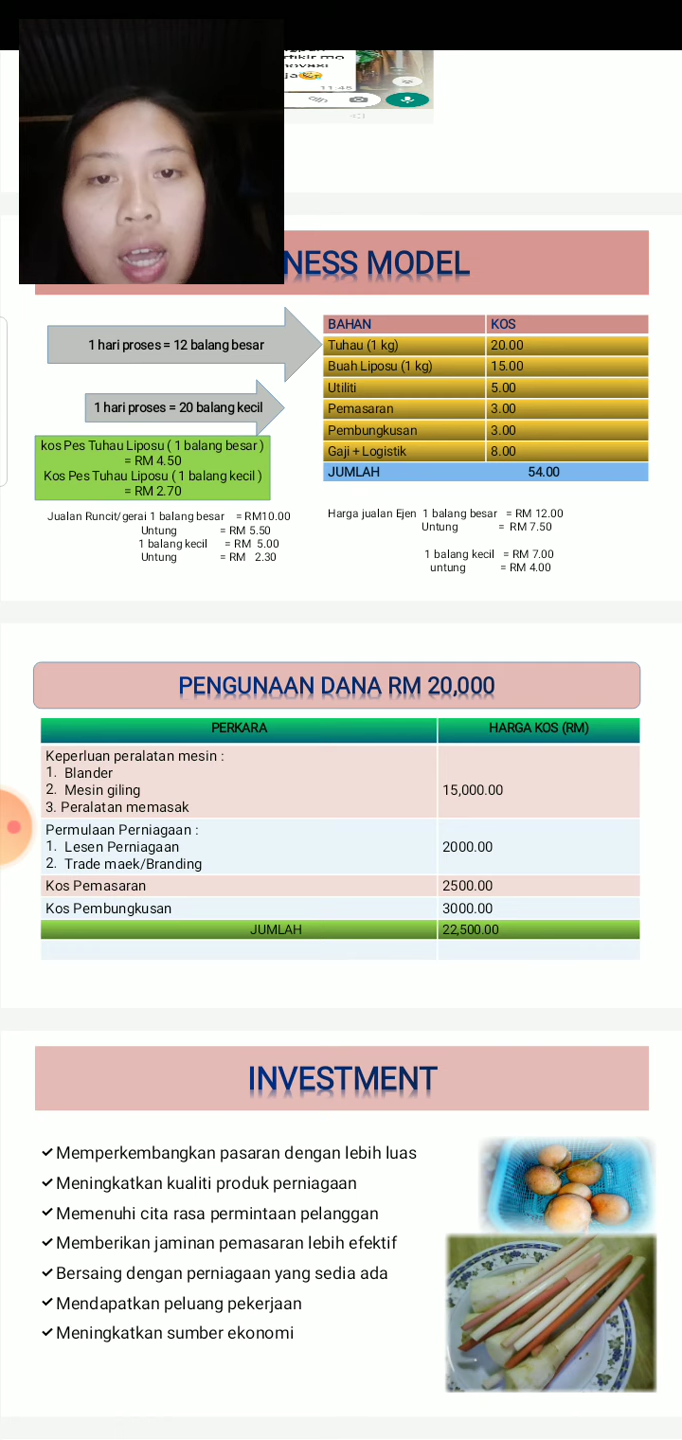 11:45
NESS MODEL
1 hari proses = 12 balang besar
1 hari proses = 20 balang kecil
kos Pes Tuhau Liposu ( 1 balang besar )
= RM 4.50
Kos Pes Tuhau Liposu ( 1 balang kecil )
= RM 2.70
BAHAN KOS
Tuhau (1 kg) 20.00
Buah Liposu (1 kg) 15.00
Utiliti 5.00
Pemasaran 3.00
Pembungkusan 3.00
Gaji + Logistik 8.00
JUMLAH 54.00
Jualan Runcit/gerai 1 balang besar = RM10.00
Untung = RM 5.50
1 balang kecil = RM 5.00
Untung = RM 2.30
Harga jualan Ejen 1 balang besar = RM 12.00
Untung = RM 7.50
1 balang kecil = RM 7.00
untung = RM 4.00
PENGUNAAN DANA RM 20,000
PERKARA HARGA KOS (RM)
Keperluan peralatan mesin :
1. Blander
2. Mesin giling
3. Peralatan memasak
15,000.00
Permulaan Perniagaan :
1. Lesen Perniagaan
2. Trade maek/Branding
2000.00
Kos Pemasaran 2500.00
Kos Pembungkusan 3000.00
JUMLAH 22,500.00
INVESTMENT
✓ Memperkembangkan pasaran dengan lebih luas
✓ Meningkatkan kualiti produk perniagaan
✓ Memenuhi cita rasa permintaan pelanggan
✓ Memberikan jaminan pemasaran lebih efektif
✓ Bersaing dengan perniagaan yang sedia ada
✓ Mendapatkan peluang pekerjaan
✓ Meningkatkan sumber ekonomi